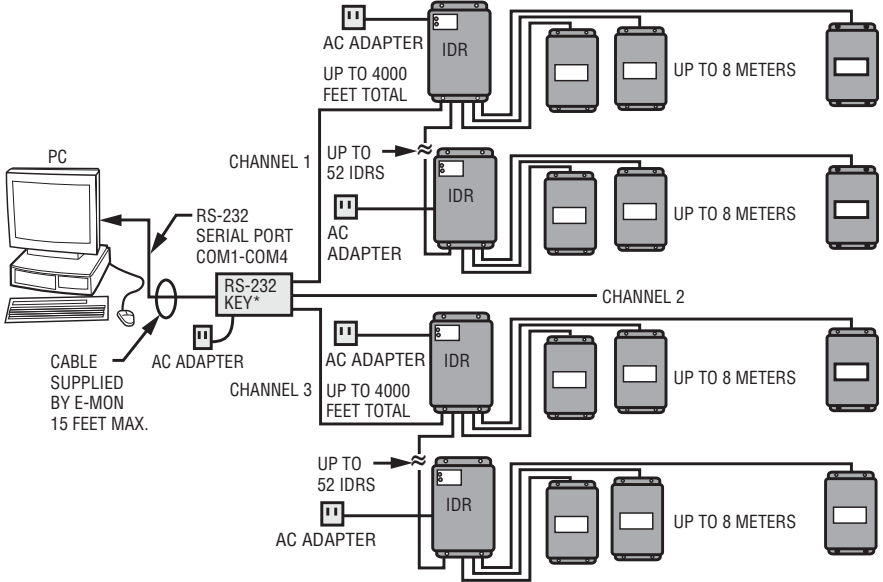 AC ADAPTER
IDR
UP TO 4000
FEET TOTAL
UP TO 8 METERS
PC
CHANNEL 1
UP TO
52 IDRS
IDR
UP TO 8 METERS
AC
ADAPTER
RS-232
SERIAL PORT
COM1-COM4
RS-232
KEY*
CHANNEL 2
AC ADAPTER
CABLE
SUPPLIED
BY E-MON
15 FEET MAX.
AC ADAPTER
IDR
CHANNEL 3
UP TO 4000
FEET TOTAL
UP TO 8 METERS
UP TO
52 IDRS
IDR
AC ADAPTER
UP TO 8 METERS